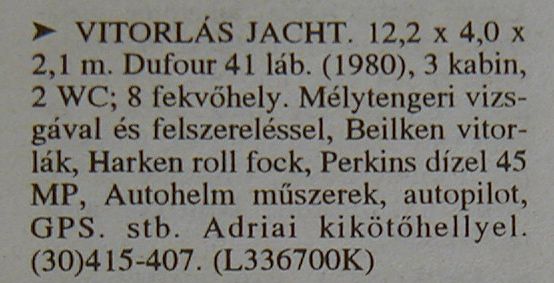 ➤ VITORLÁS JACHT. 12,2 x 4,0 x
2,1 m. Dufour 41 láb. (1980), 3 kabin,
2 WC; 8 fekvőhely. Mélytengeri vizs-
gával és felszereléssel, Beilken vitor-
lák, Harken roll fock, Perkins dízel 45
MP, Autohelm műszerek, autopilot,
GPS. stb. Adriai kikötőhellyel.
(30)415-407. (L336700K)